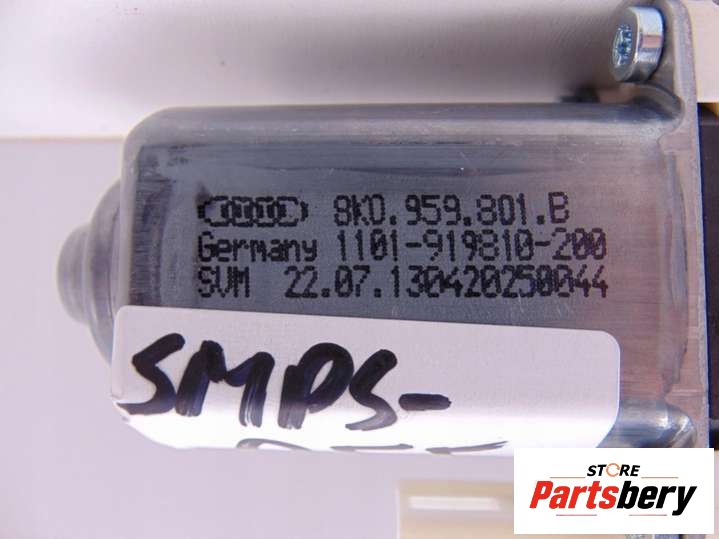 8K0.959.801.B
Germany 1101-919810-200
SVM 22.07.130420250044
SMPS-
STORE
Partsbery